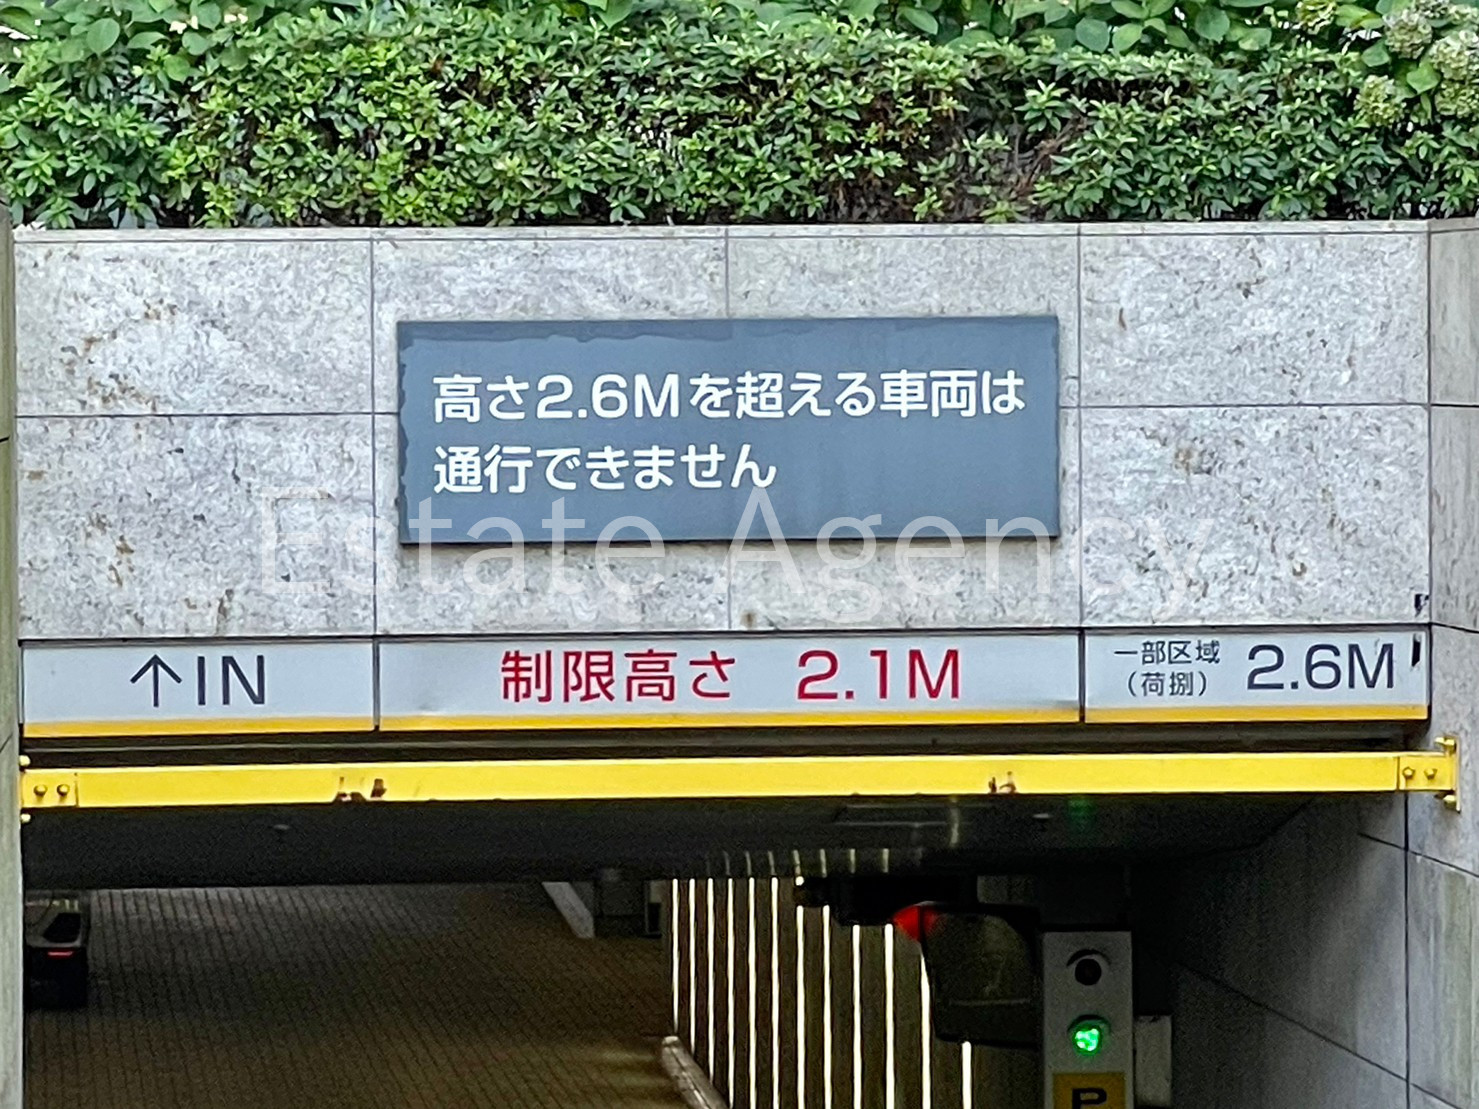 高さ2.6Mを超える車両は
通行できません
Estate Agency
↑IN
制限高さ 2.1M
一部区域
(荷捌)
2.6M
P